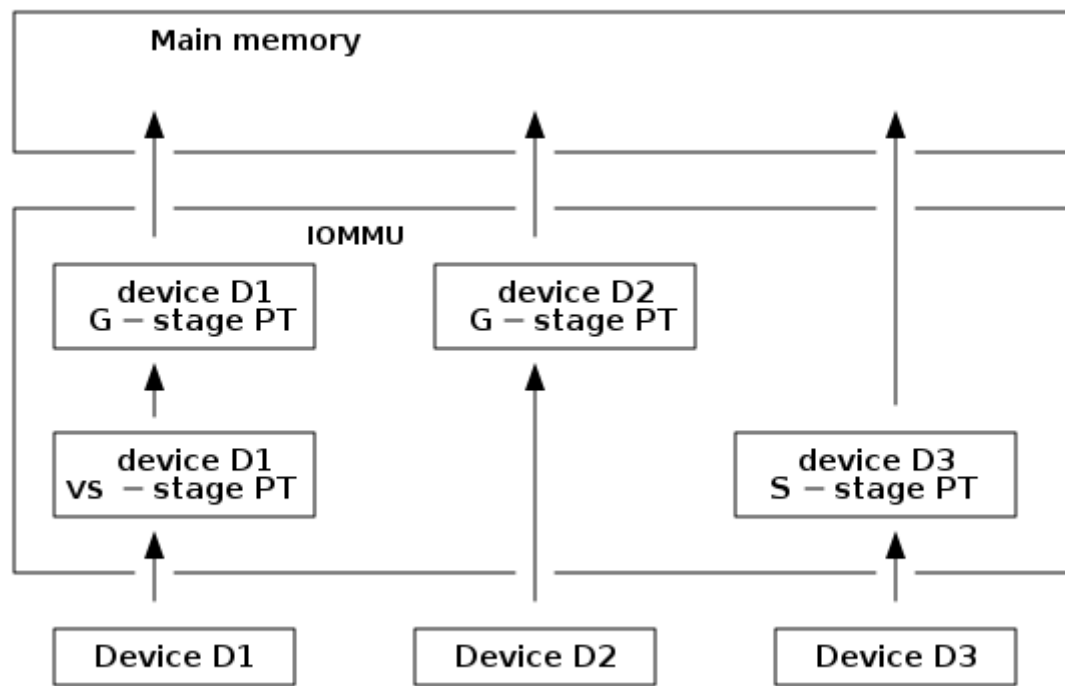 Main memory
IOMMU
device D1
G – stage PT
device D2
G – stage PT
device D1
VS – stage PT
device D3
S – stage PT
Device D1
Device D2
Device D3